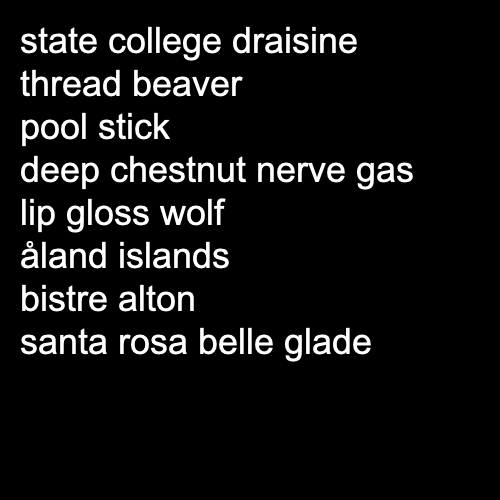 state college draisine
thread beaver
pool stick
deep chestnut nerve gas
lip gloss wolf
åland islands
bistre alton
santa rosa belle glade